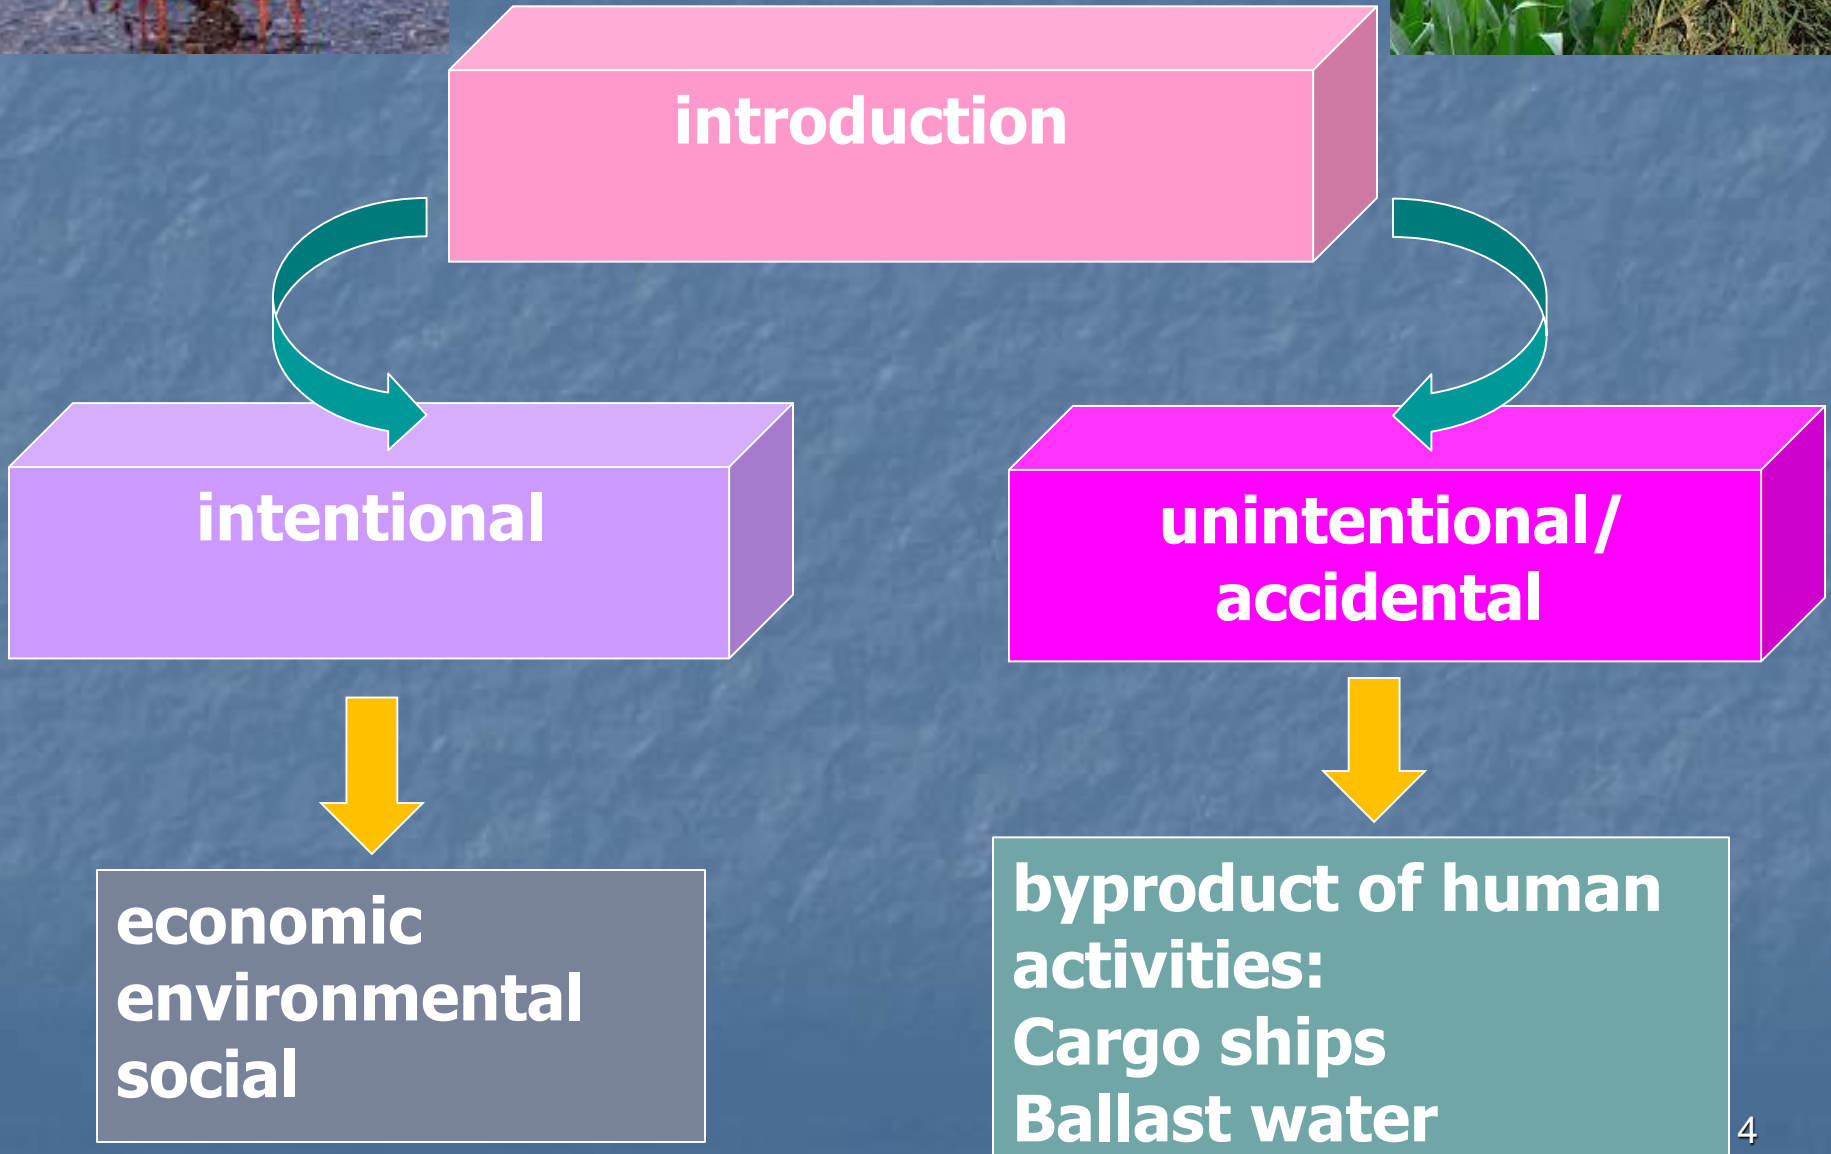 introduction
intentional
unintentional/
accidental
economic
environmental
social
byproduct of human
activities:
Cargo ships
Ballast water
4